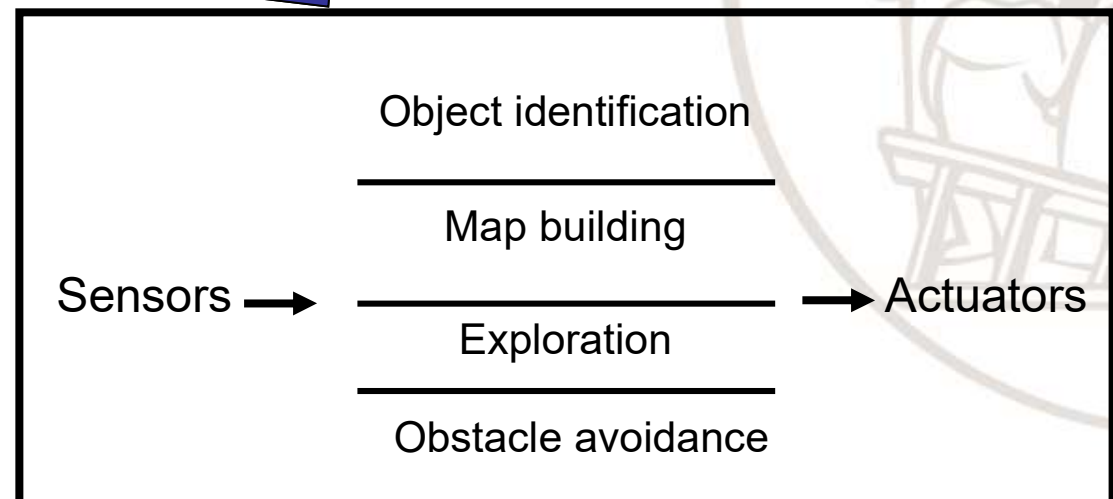 Object identification
Map building
Sensors
Actuators
Exploration
Obstacle avoidance